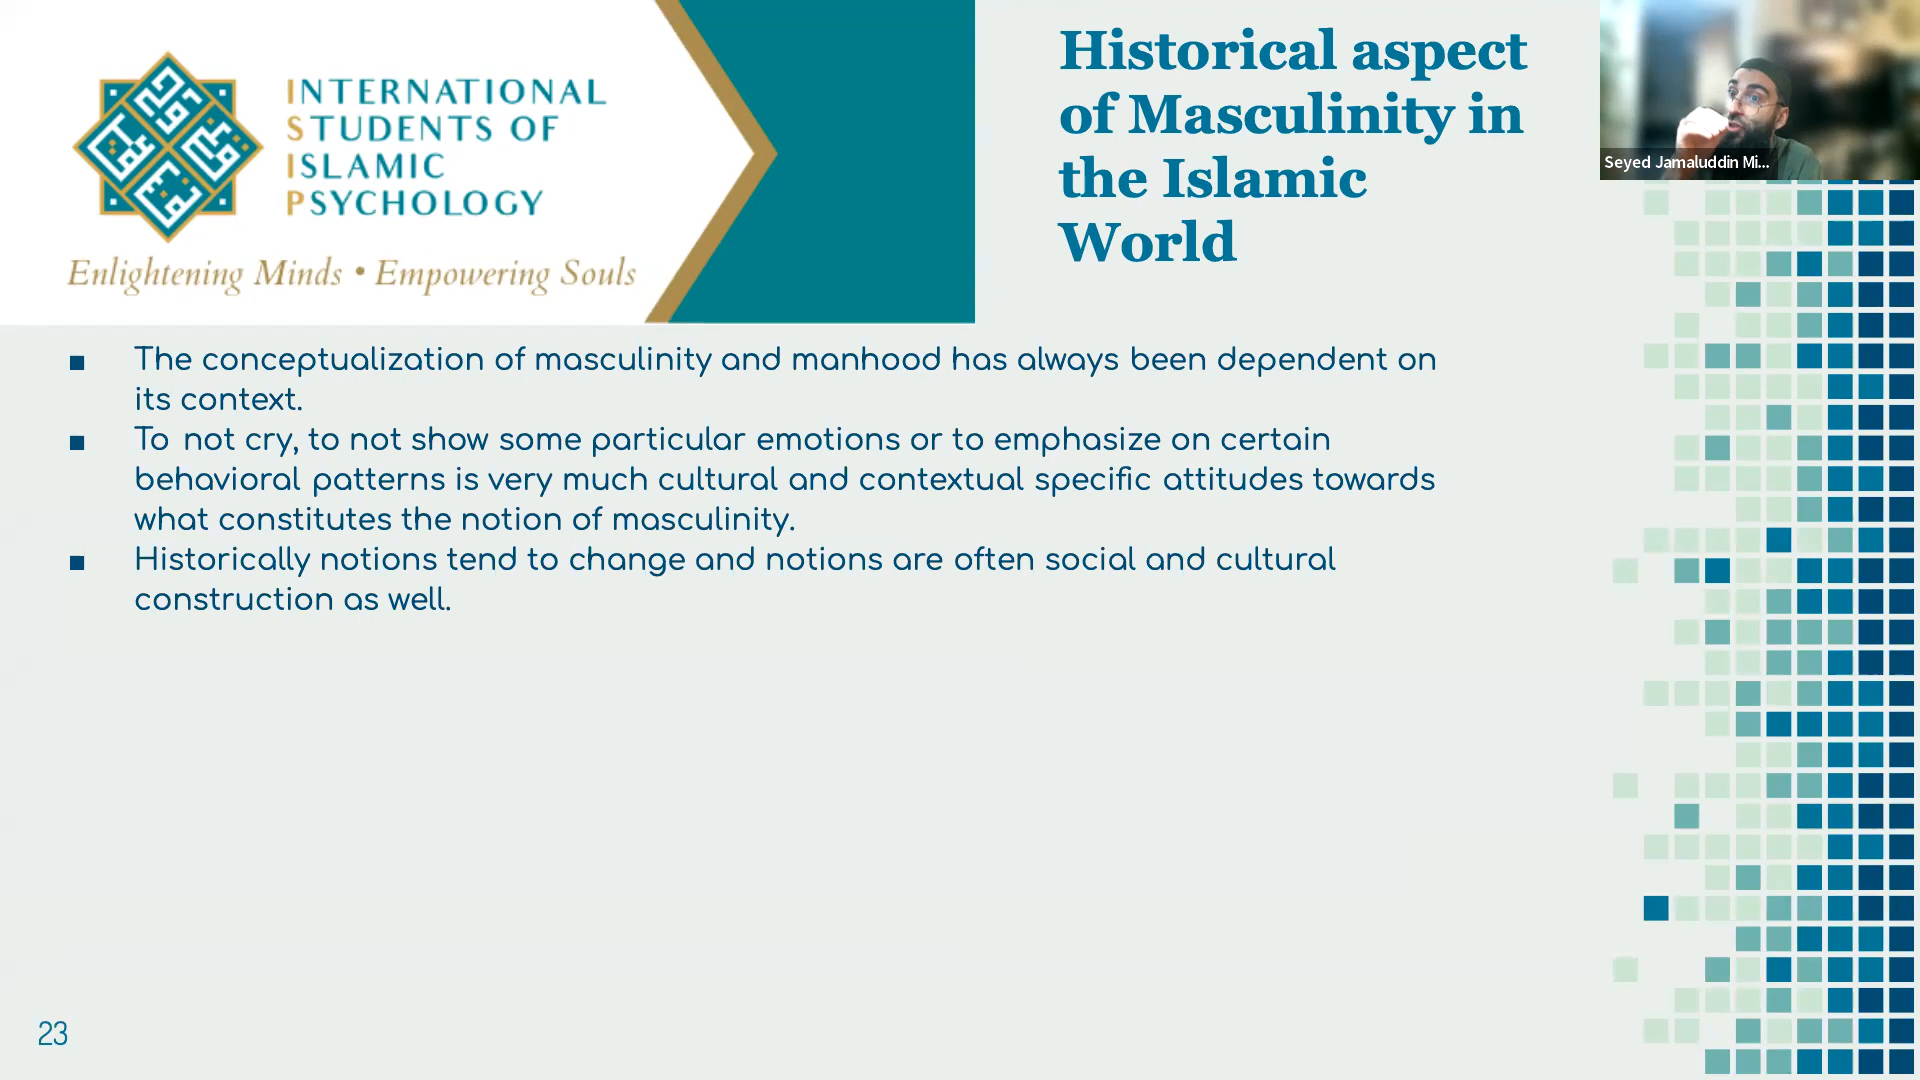 INTERNATIONAL
STUDENTS OF
ISLAMIC
PSYCHOLOGY
Enlightening Minds • Empowering Souls
Historical aspect
of Masculinity in
the Islamic
World
Seyed Jamaluddin Mi...
■ The conceptualization of masculinity and manhood has always been dependent on
its context.
■ To not cry, to not show some particular emotions or to emphasize on certain
behavioral patterns is very much cultural and contextual specific attitudes towards
what constitutes the notion of masculinity.
■ Historically notions tend to change and notions are often social and cultural
construction as well.
23